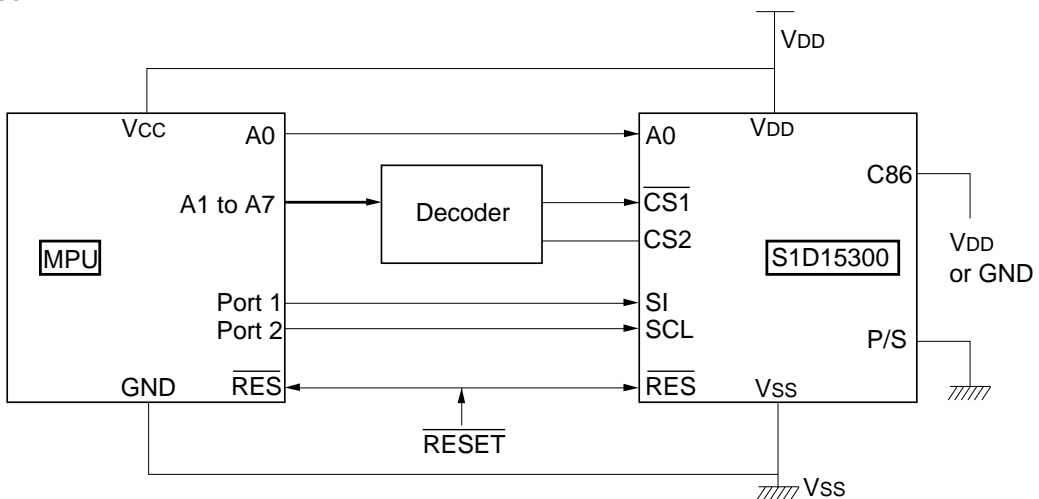 VDD
VCC
A0
A0
VDD
C86
A1 to A7
Decoder
CS1
CS2
MPU
S1D15300
VDD
or GND
Port 1
SI
Port 2
SCL
P/S
GND
RES
RES
VSS
RESET
VSS